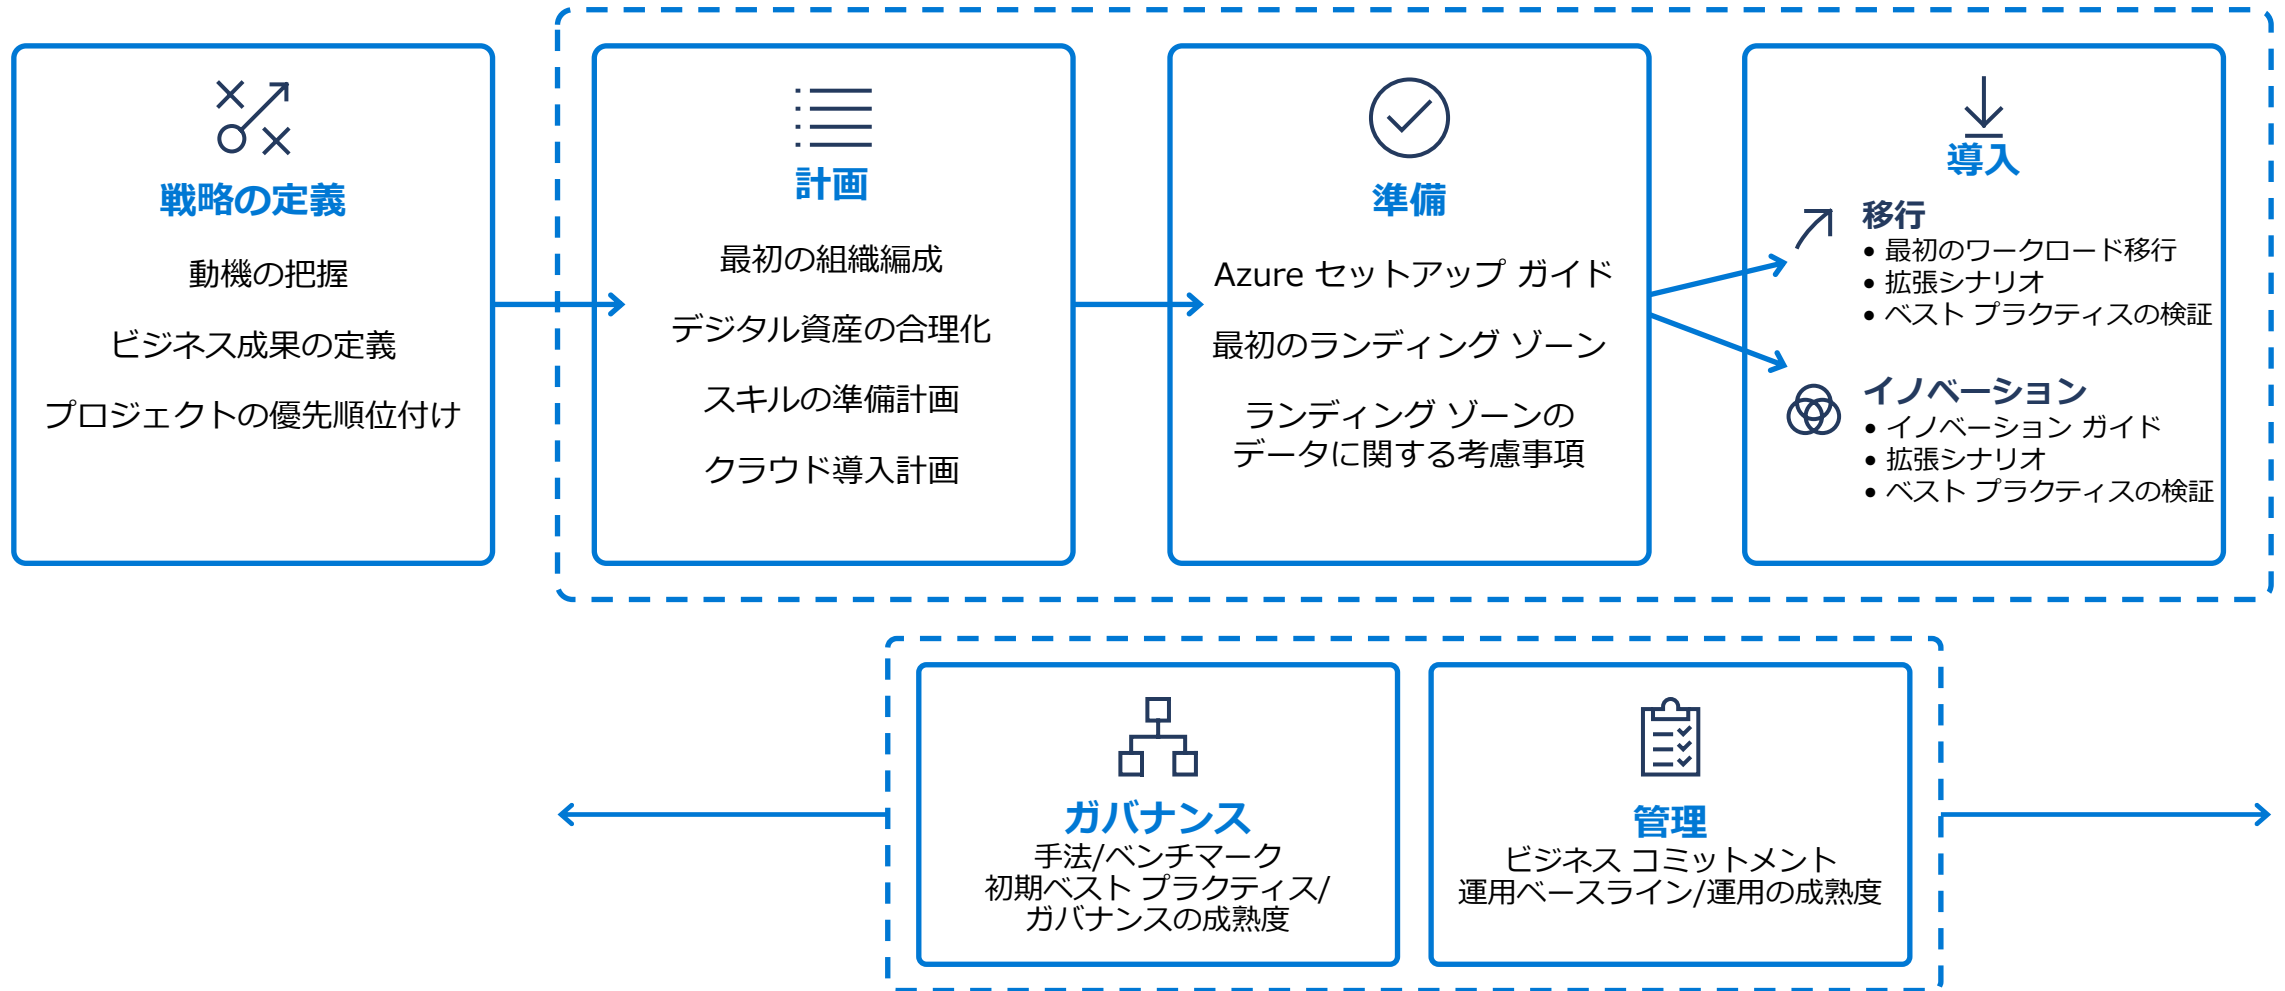 戦略の定義
動機の把握
ビジネス成果の定義
プロジェクトの優先順位付け
計画
最初の組織編成
デジタル資産の合理化
スキルの準備計画
クラウド導入計画
準備
Azure セットアップ ガイド
最初のランディング ゾーン
ランディング ゾーンの
データに関する考慮事項
導入
移行
• 最初のワークロード移行
• 拡張シナリオ
• ベスト プラクティスの検証
イノベーション
• イノベーション ガイド
• 拡張シナリオ
• ベスト プラクティスの検証
ガバナンス
手法/ベンチマーク
初期ベスト プラクティス/
ガバナンスの成熟度
管理
ビジネス コミットメント
運用ベースライン/運用の成熟度